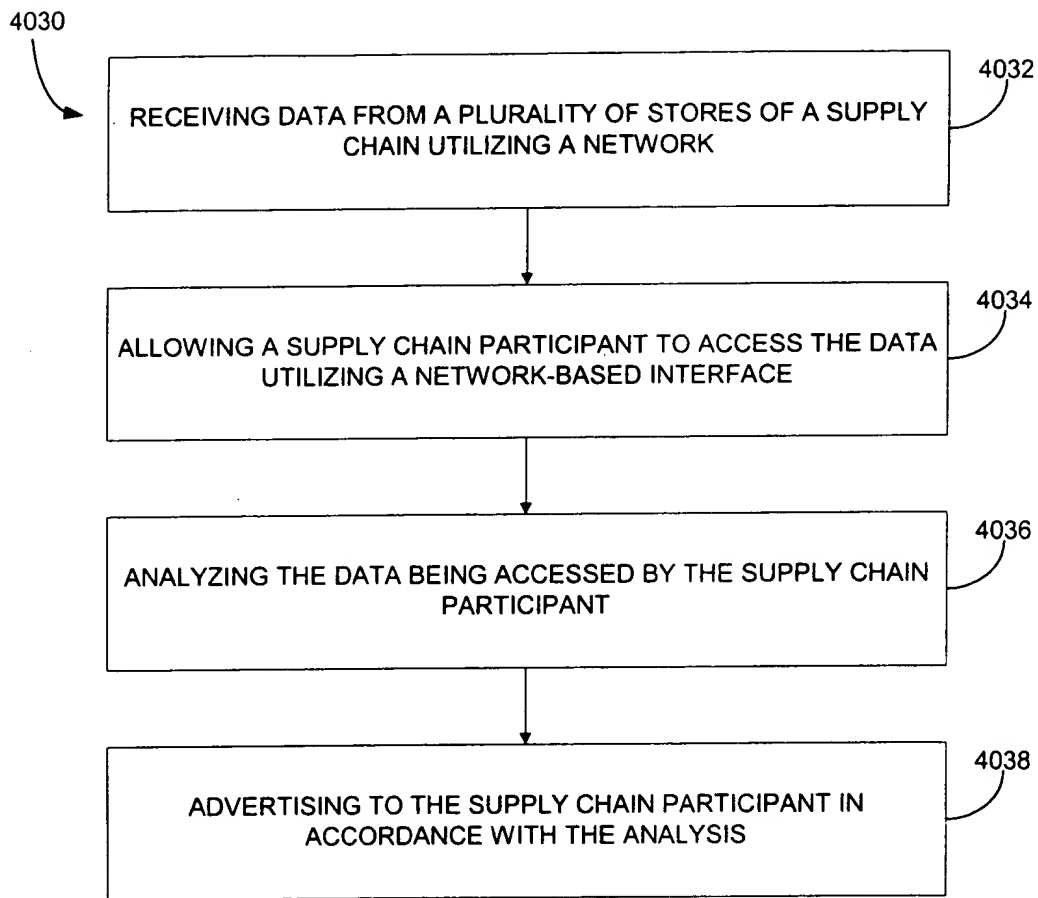 4030
4032
RECEIVING DATA FROM A PLURALITY OF STORES OF A SUPPLY
CHAIN UTILIZING A NETWORK
4034
ALLOWING A SUPPLY CHAIN PARTICIPANT TO ACCESS THE DATA
UTILIZING A NETWORK-BASED INTERFACE
4036
ANALYZING THE DATA BEING ACCESSED BY THE SUPPLY CHAIN
PARTICIPANT
4038
ADVERTISING TO THE SUPPLY CHAIN PARTICIPANT IN
ACCORDANCE WITH THE ANALYSIS